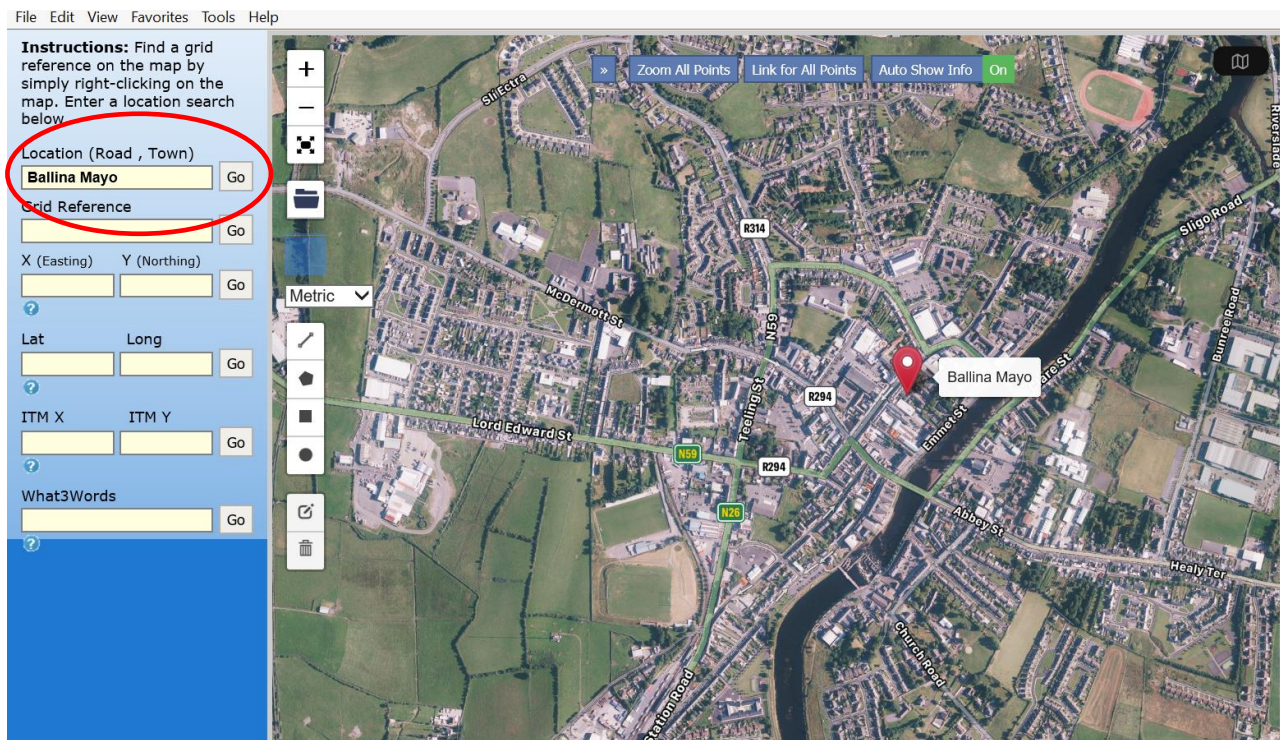 File Edit View Favorites Tools Help
Instructions: Find a grid
reference on the map by
simply right-clicking on the
map. Enter a location search
below
Location (Road , Town)
Ballina Mayo Go
Grid Reference
Go
X (Easting) Y (Northing)
Go
?
Lat Long
Go
?
ITM X ITM Y
Go
?
What3Words
Go
?
+
−
Metric
» Zoom All Points Link for All Points Auto Show Info On
Sli Ectra
Riverside
Sligo Road
R314
McDermott St
N59
Bunree Road
Ballina Mayo
are St
R294
Teeling St
Emmet St
Lord Edward St
N59
R294
N26
Abbey St
Healy Ter
Church Road
Station Road